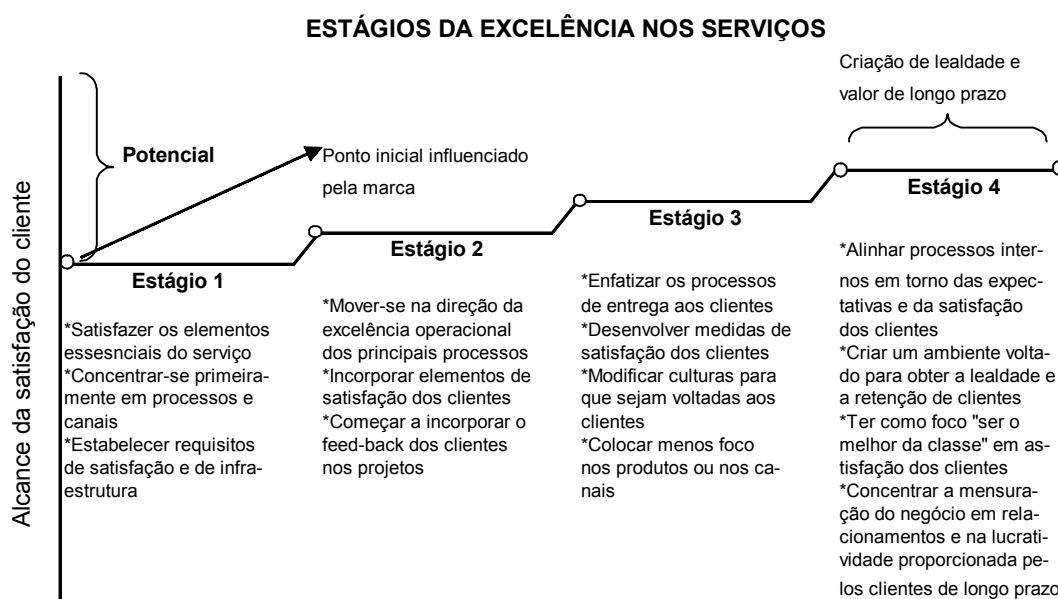 ESTÁGIOS DA EXCELÊNCIA NOS SERVIÇOS
Alcance da satisfação do cliente
Potencial
Ponto inicial influenciado
pela marca
Criação de lealdade e
valor de longo prazo
Estágio 1
*Satisfazer os elementos
essesnciais do serviço
*Concentrar-se primeira-
mente em processos e
canais
*Estabelecer requisitos
de satisfação e de infra-
estrutura
Estágio 2
*Mover-se na direção da
excelência operacional
dos principais processos
*Incorporar elementos de
satisfação dos clientes
*Começar a incorporar o
feed-back dos clientes
nos projetos
Estágio 3
*Enfatizar os processos
de entrega aos clientes
*Desenvolver medidas de
satisfação dos clientes
*Modificar culturas para
que sejam voltadas aos
clientes
*Colocar menos foco
nos produtos ou nos ca-
nais
Estágio 4
*Alinhar processos inter-
nos em torno das expec-
tativas e da satisfação
dos clientes
*Criar um ambiente volta-
do para obter a lealdade e
a retenção de clientes
*Ter como foco "ser o
melhor da classe" em as-
tisfação dos clientes
*Concentrar a mensura-
ção do negócio em rela-
cionamentos e na lucrati-
vidade proporcionada pe-
los clientes de longo prazo